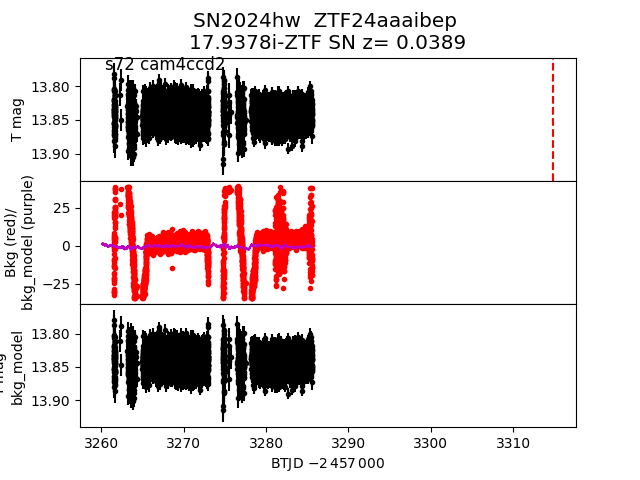 SN2024hw  ZTF24aaaibep
17.9378i-ZTF SN z= 0.0389
s72 cam4ccd2
T mag
13.80
13.85
13.90
Bkg (red)/
bkg_model (purple)
25
0
−25
bkg_model
13.80
13.85
13.90
3260
3270
3280
3290
3300
3310
BTJD −2 457 000